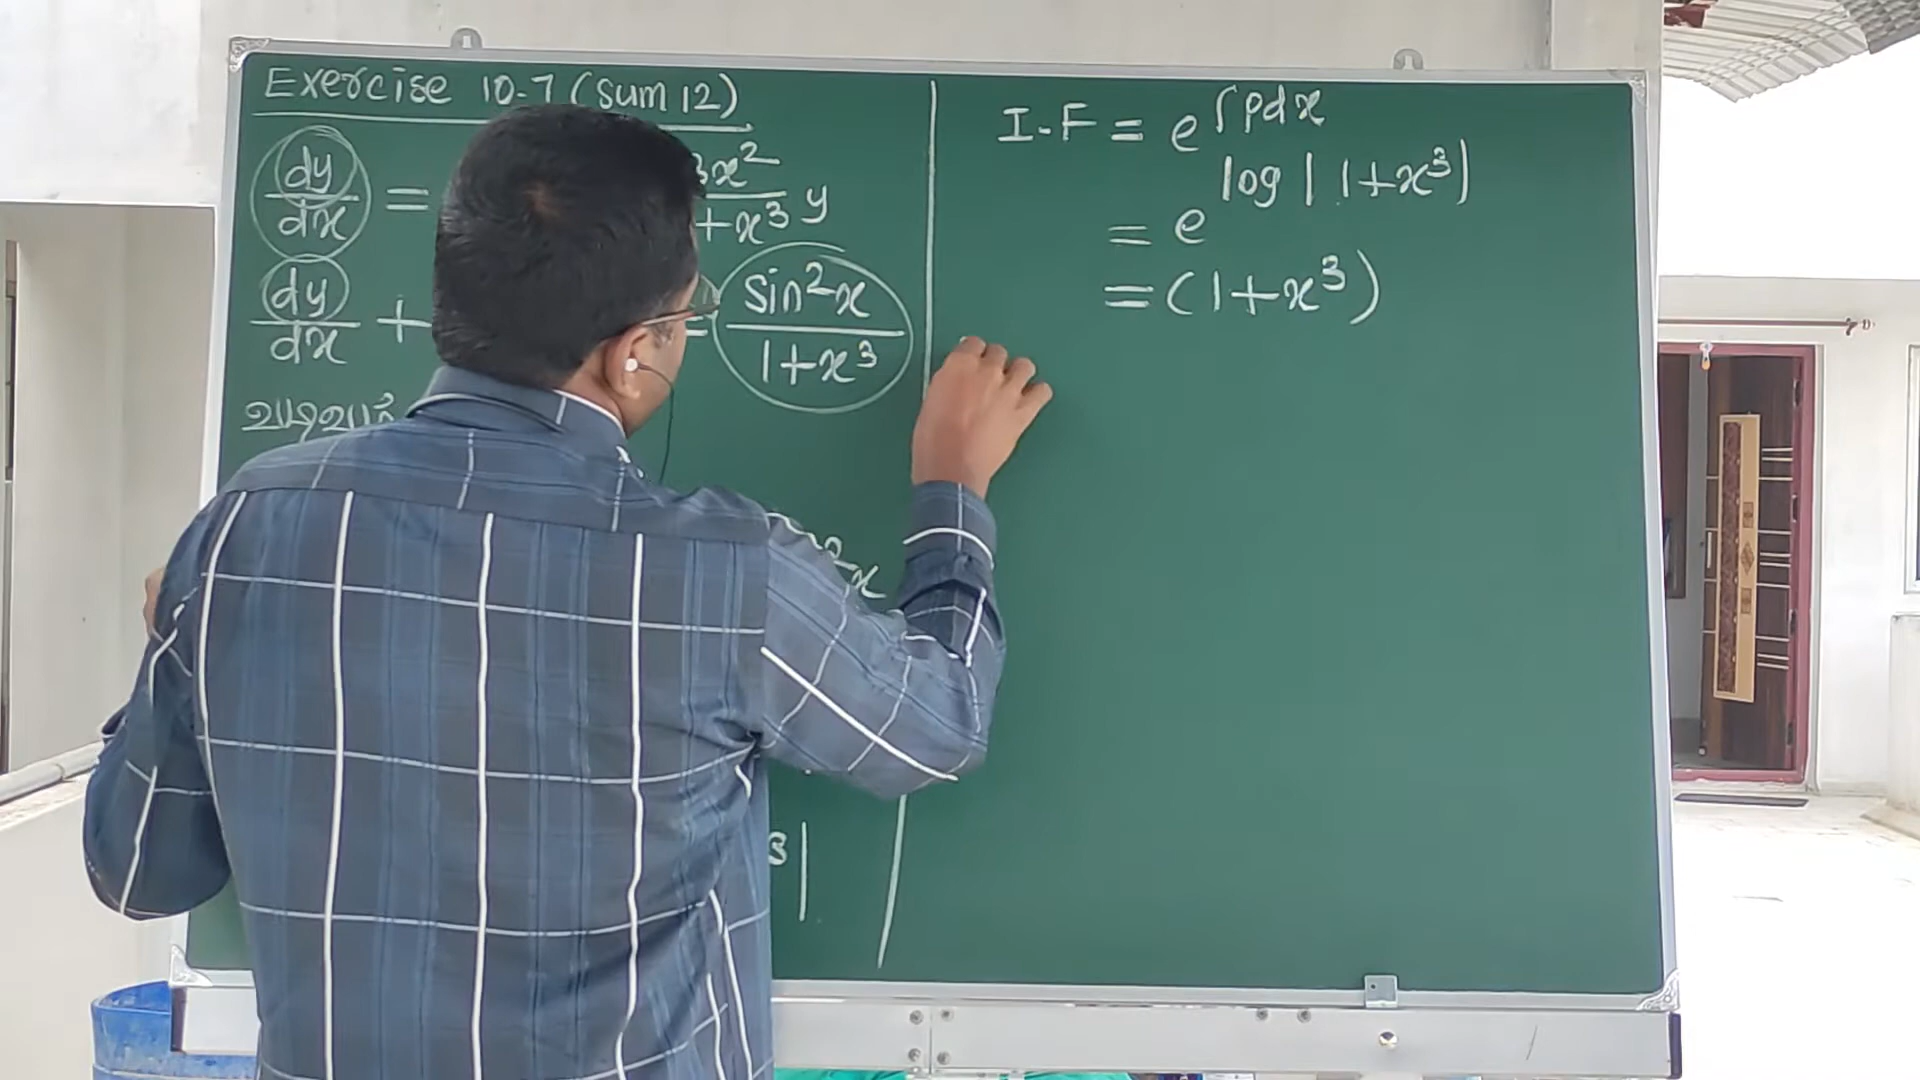 Exercise 10.7 (Sum 12)
dy/dx = 3x²/+x³ y
dy/dx + = sin²x/1+x³
x
3|
I.F = e^∫pdx
= e^log|1+x³|
= (1+x³)